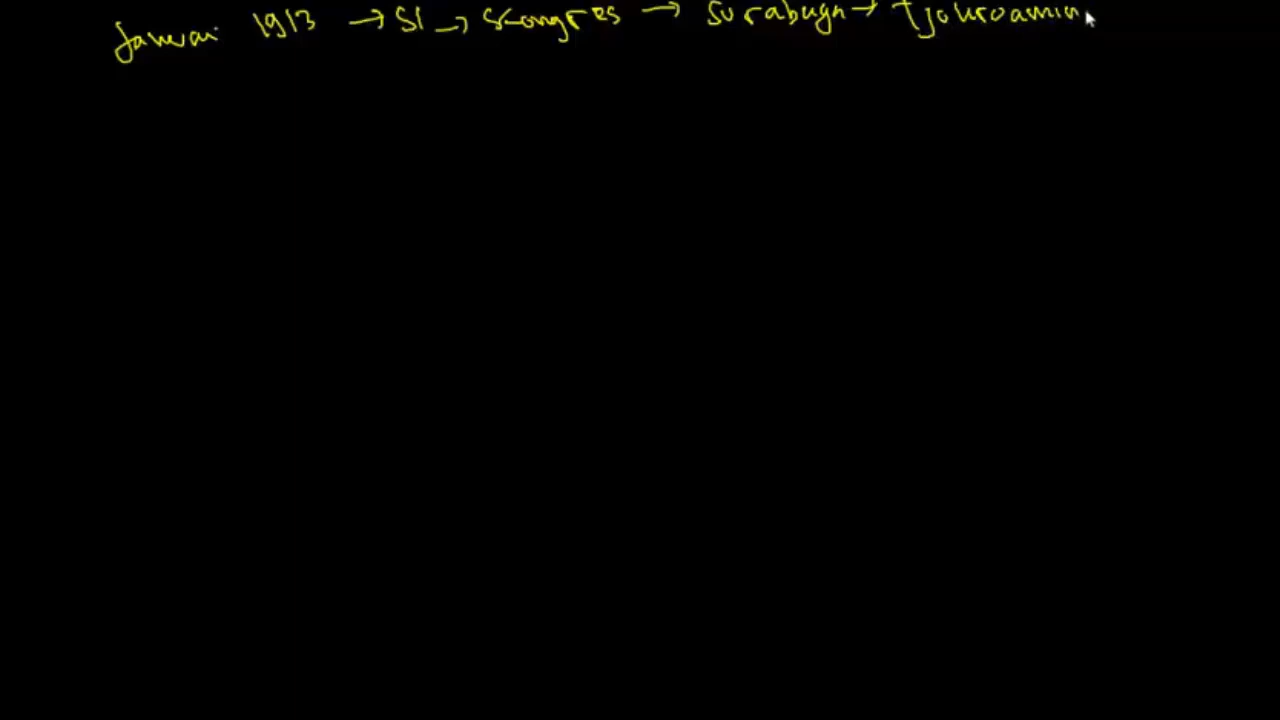 Januari 1913 → SI → Kongres → Surabaya → Tjokroamin